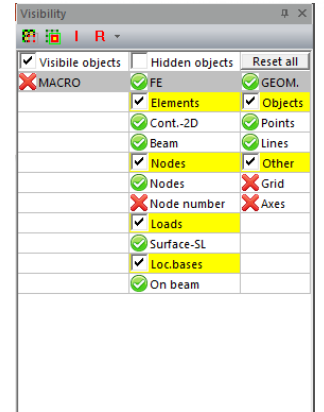 Visibility
I R
Visibile objects Hidden objects Reset all
MACRO FE GEOM.
Elements Objects
Cont.-2D Points
Beam Lines
Nodes Other
Nodes Grid
Node number Axes
Loads
Surface-SL
Loc.bases
On beam